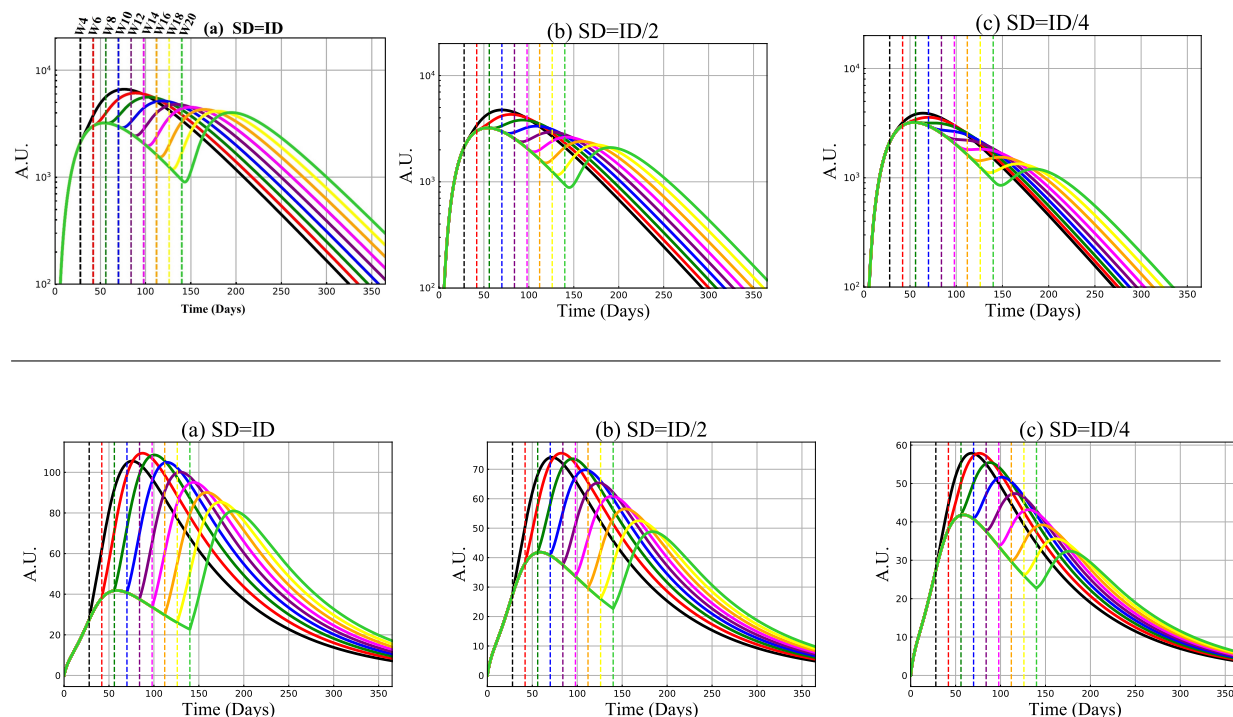 W4 W6 W8 W10 W12 W14 W16 W18 W20
(a) SD=ID
(b) SD=ID/2
(c) SD=ID/4
A.U.
10^4
10^3
10^2
0 50 100 150 200 250 300 350
Time (Days)
A.U.
10^4
10^3
10^2
0 50 100 150 200 250 300 350
Time (Days)
A.U.
10^4
10^3
10^2
0 50 100 150 200 250 300 350
Time (Days)
(a) SD=ID
(b) SD=ID/2
(c) SD=ID/4
A.U.
100
80
60
40
20
0
0 50 100 150 200 250 300 350
Time (Days)
A.U.
70
60
50
40
30
20
10
0
0 50 100 150 200 250 300 350
Time (Days)
A.U.
60
50
40
30
20
10
0
0 50 100 150 200 250 300 350
Time (Days)